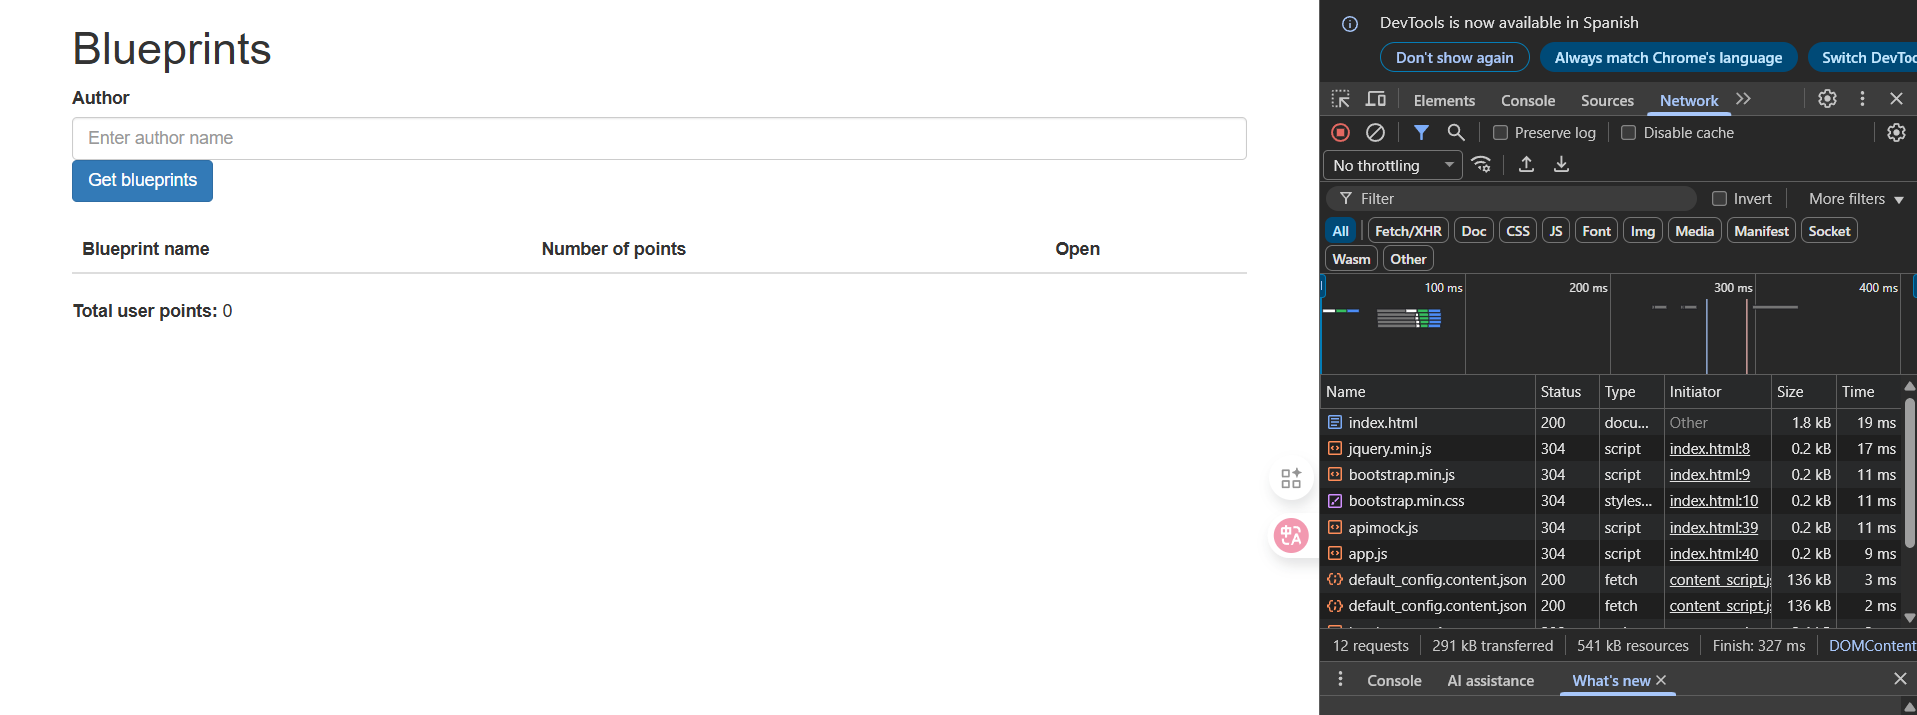 Blueprints
Author
Enter author name
Get blueprints
Blueprint name Number of points Open
Total user points: 0
DevTools is now available in Spanish
Don't show again Always match Chrome's language Switch DevToo
Elements Console Sources Network
Preserve log Disable cache
No throttling
Filter Invert More filters
All Fetch/XHR Doc CSS JS Font Img Media Manifest Socket
Wasm Other
100 ms 200 ms 300 ms 400 ms
Name Status Type Initiator Size Time
index.html 200 docu... Other 1.8 kB 19 ms
jquery.min.js 304 script index.html:8 0.2 kB 17 ms
bootstrap.min.js 304 script index.html:9 0.2 kB 11 ms
bootstrap.min.css 304 styles... index.html:10 0.2 kB 11 ms
apimock.js 304 script index.html:39 0.2 kB 11 ms
app.js 304 script index.html:40 0.2 kB 9 ms
default_config.content.json 200 fetch content_script.js 136 kB 3 ms
default_config.content.json 200 fetch content_script.js 136 kB 2 ms
12 requests 291 kB transferred 541 kB resources Finish: 327 ms DOMContent
Console AI assistance What's new